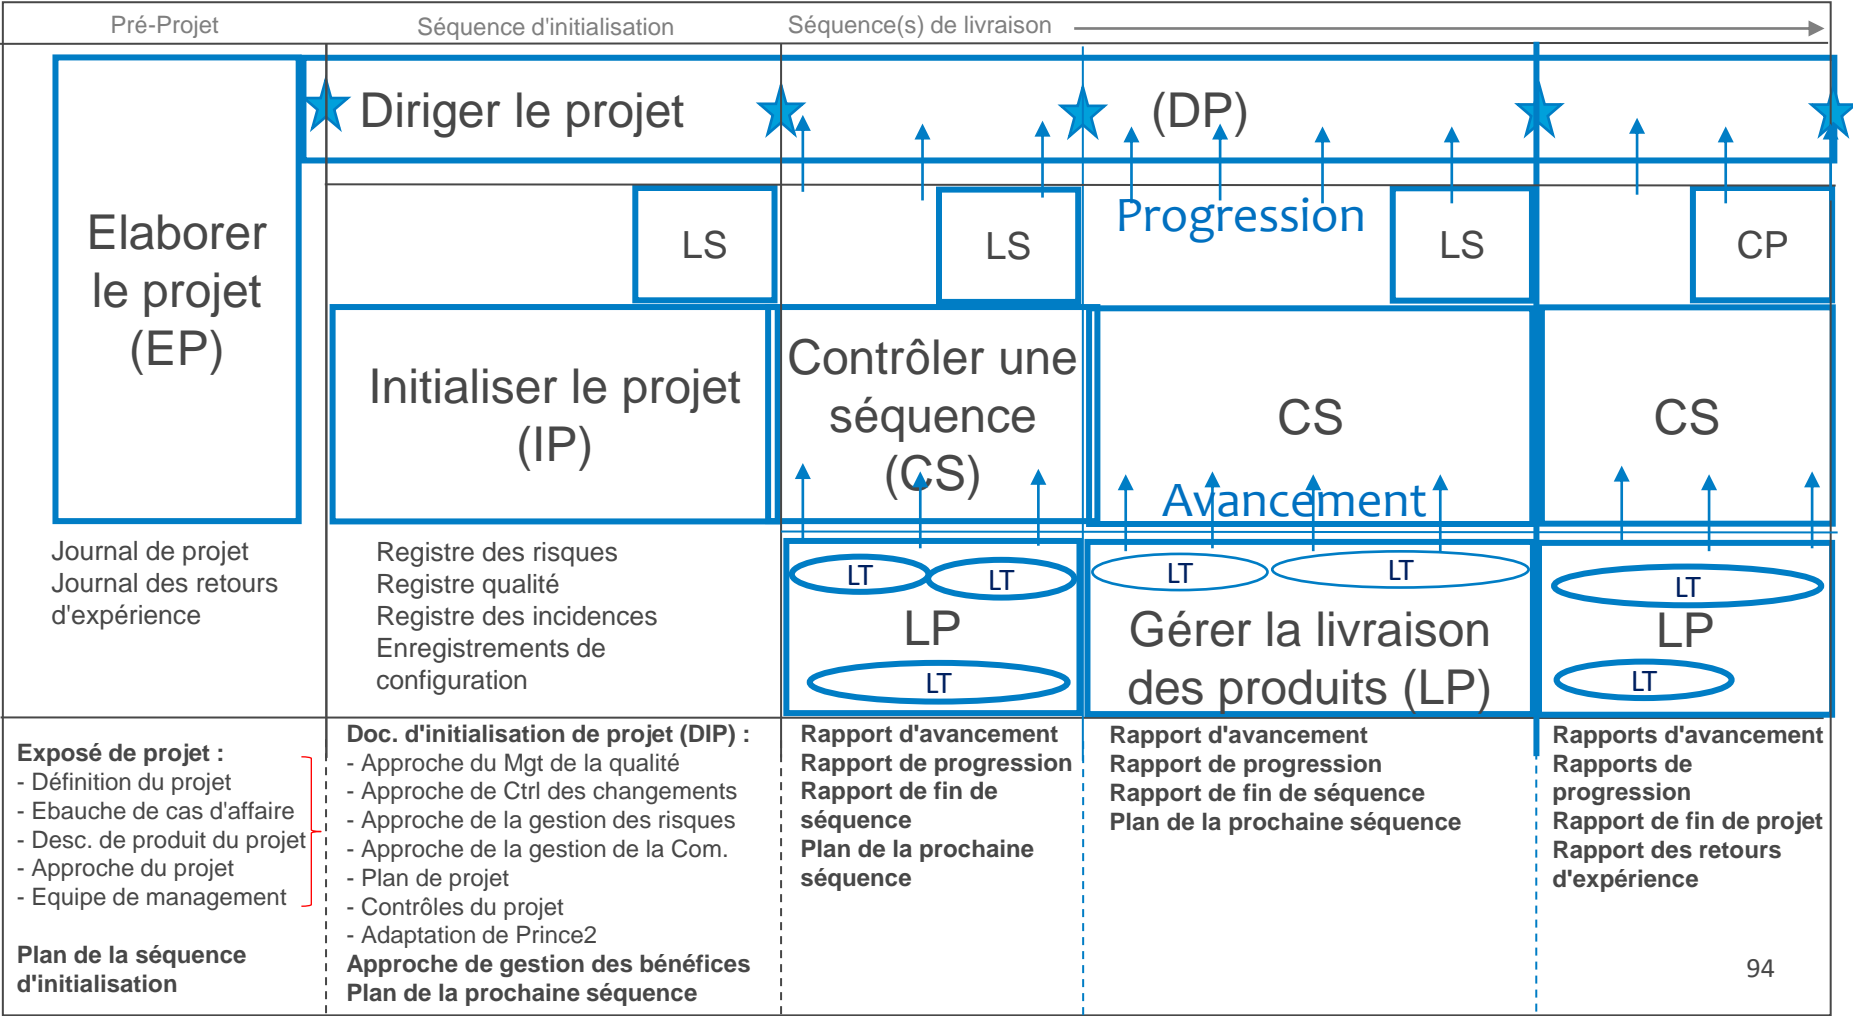 Pré-Projet
Séquence d'initialisation
Séquence(s) de livraison
Diriger le projet
(DP)
Elaborer
le projet
(EP)
LS
LS
Progression
LS
CP
Initialiser le projet
(IP)
Contrôler une
séquence
(CS)
CS
CS
Avancement
Journal de projet
Journal des retours
d'expérience
Registre des risques
Registre qualité
Registre des incidences
Enregistrements de
configuration
LT
LT
LP
LT
LT
LT
Gérer la livraison
des produits (LP)
LT
LP
LT
Exposé de projet :
- Définition du projet
- Ebauche de cas d'affaire
- Desc. de produit du projet
- Approche du projet
- Equipe de management
Plan de la séquence
d'initialisation
Doc. d'initialisation de projet (DIP) :
- Approche du Mgt de la qualité
- Approche de Ctrl des changements
- Approche de la gestion des risques
- Approche de la gestion de la Com.
- Plan de projet
- Contrôles du projet
- Adaptation de Prince2
Approche de gestion des bénéfices
Plan de la prochaine séquence
Rapport d'avancement
Rapport de progression
Rapport de fin de
séquence
Plan de la prochaine
séquence
Rapport d'avancement
Rapport de progression
Rapport de fin de séquence
Plan de la prochaine séquence
Rapports d'avancement
Rapports de
progression
Rapport de fin de projet
Rapport des retours
d'expérience
94